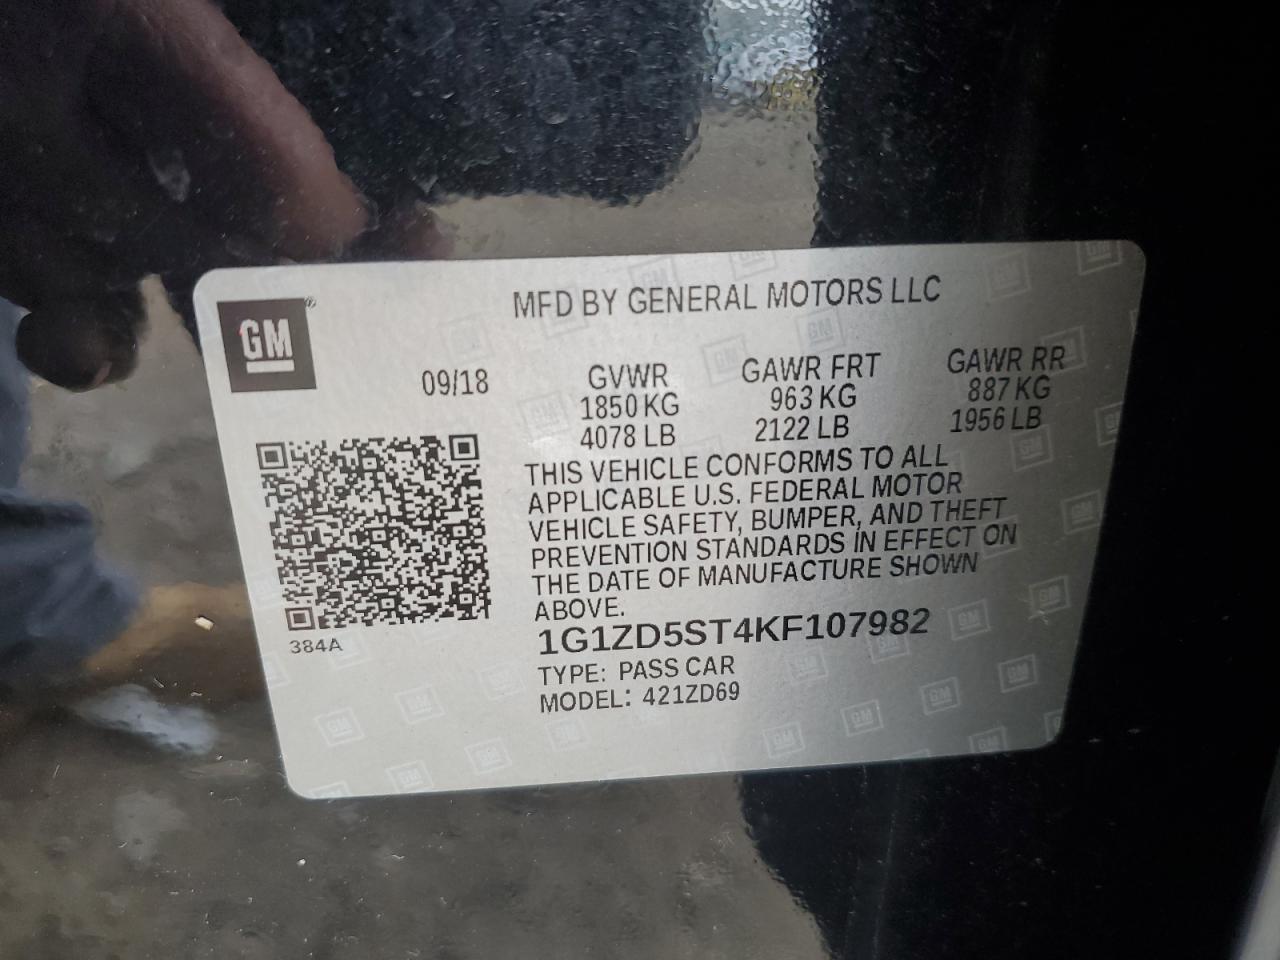 MFD BY GENERAL MOTORS LLC
GM®
09/18
GVWR GAWR FRT GAWR RR
1850 KG 963 KG 887 KG
4078 LB 2122 LB 1956 LB
THIS VEHICLE CONFORMS TO ALL
APPLICABLE U.S. FEDERAL MOTOR
VEHICLE SAFETY, BUMPER, AND THEFT
PREVENTION STANDARDS IN EFFECT ON
THE DATE OF MANUFACTURE SHOWN
ABOVE.
384A
1G1ZD5ST4KF107982
TYPE: PASS CAR
MODEL: 421ZD69